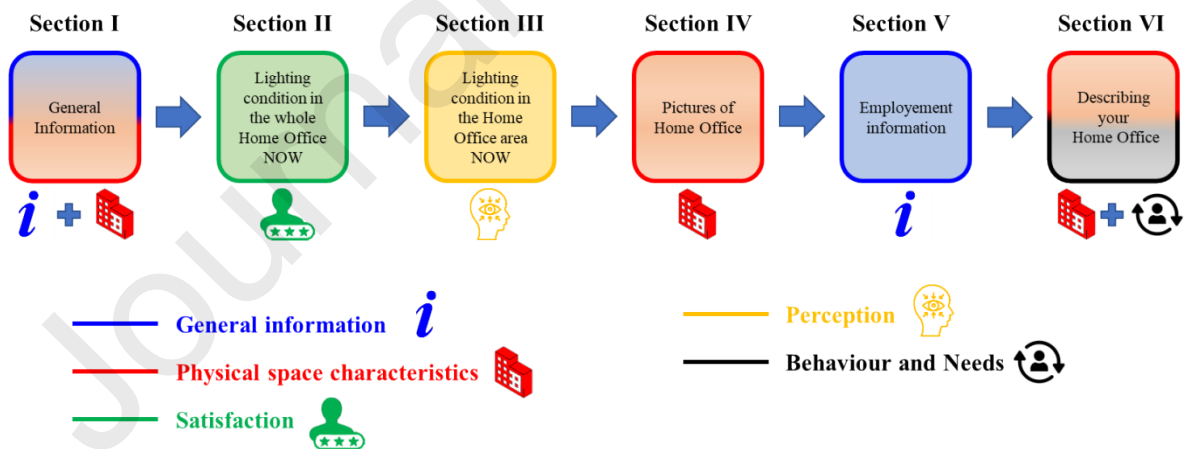 Section I
Section II
Section III
Section IV
Section V
Section VI
General
Information
Lighting
condition in
the whole
Home Office
NOW
Lighting
condition in
the Home
Office area
NOW
Pictures of
Home Office
Employement
information
Describing
your
Home Office
i
i
General information
i
Physical space characteristics
Satisfaction
Perception
Behaviour and Needs
Journal